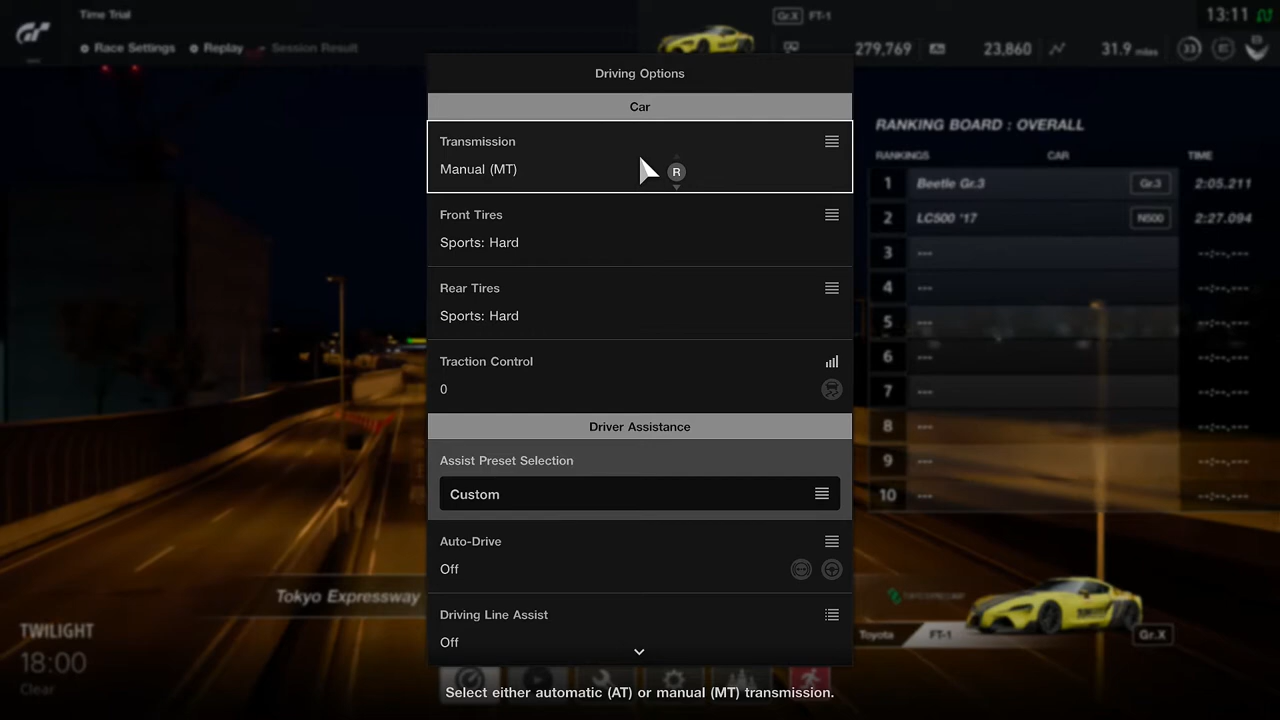 Time Trial
Race Settings
Replay
Session Result
Gr.X FT-1
279,769
23,860
31.9 miles
33
E
13:11
Driving Options
Car
Transmission
Manual (MT)
R
Front Tires
Sports: Hard
Rear Tires
Sports: Hard
Traction Control
0
Driver Assistance
Assist Preset Selection
Custom
Auto-Drive
Off
Driving Line Assist
Off
RANKING BOARD : OVERALL
RANKINGS CAR TIME
1 Beetle Gr.3 Gr.3 2:05.211
2 LC500 '17 N500 2:27.094
3 --- --:--.---
4 --- --:--.---
5 --- --:--.---
6 --- --:--.---
7 --- --:--.---
8 --- --:--.---
9 --- --:--.---
10 --- --:--.---
Tokyo Expressway
TWILIGHT
18:00
Clear
Toyota FT-1 Gr.X
Select either automatic (AT) or manual (MT) transmission.